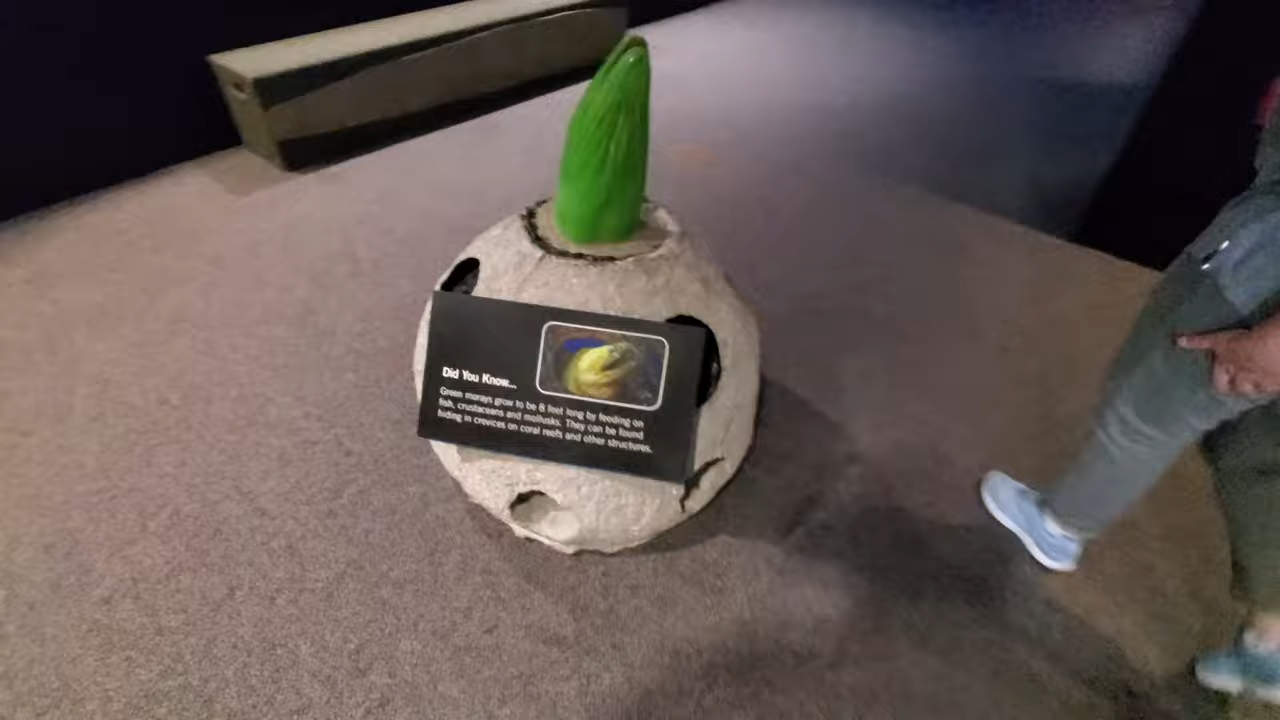 Did You Know...
Green morays grow to be 8 feet long by feeding on
fish, crustaceans and mollusks. They can be found
hiding in crevices on coral reefs and other structures.